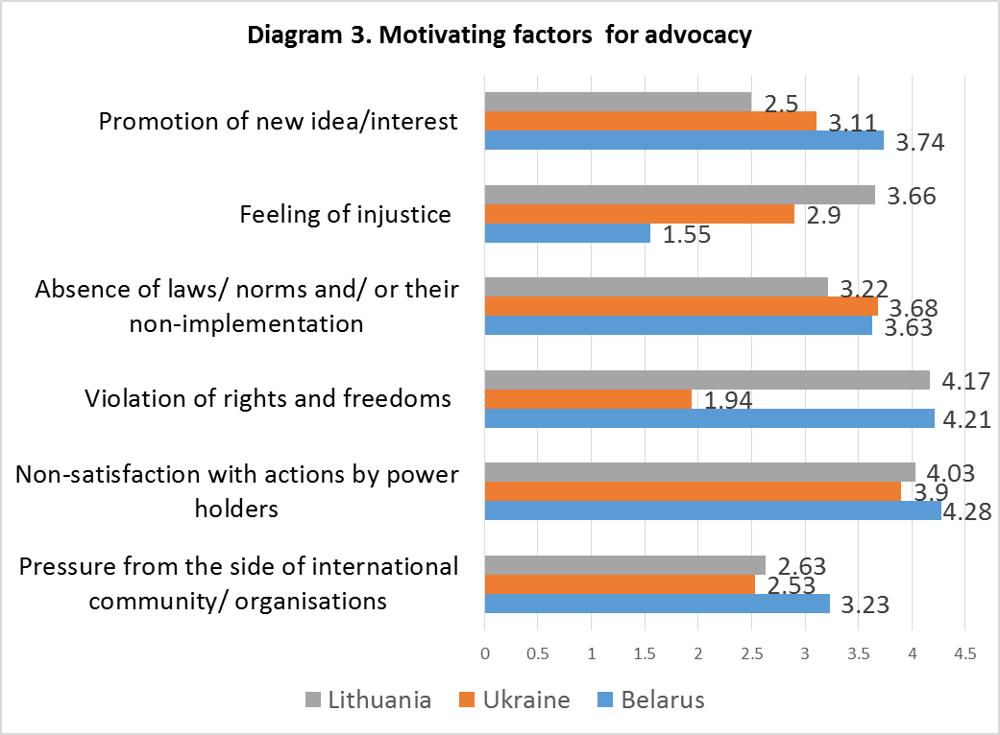 Diagram 3. Motivating factors for advocacy
Promotion of new idea/interest
2.5
3.11
3.74
Feeling of injustice
3.66
2.9
1.55
Absence of laws/ norms and/ or their
non-implementation
3.22
3.68
3.63
Violation of rights and freedoms
4.17
1.94
4.21
Non-satisfaction with actions by power
holders
4.03
3.9
4.28
Pressure from the side of international
community/ organisations
2.63
2.53
3.23
0 0.5 1 1.5 2 2.5 3 3.5 4 4.5
Lithuania Ukraine Belarus